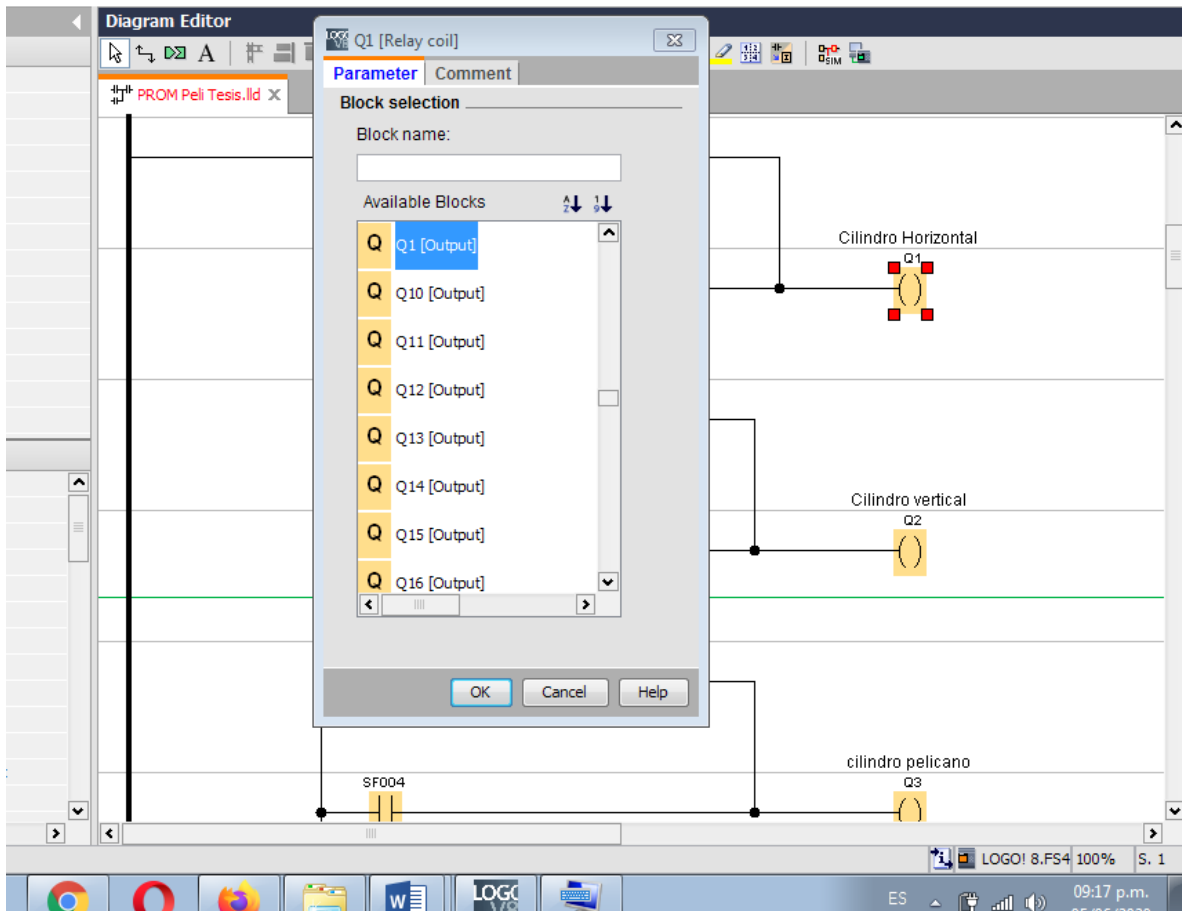 Diagram Editor
A
SIM
PROM Peli Tesis.lld
Q1 [Relay coil]
Parameter Comment
Block selection
Block name:
Available Blocks
Q Q1 [Output]
Q Q10 [Output]
Q Q11 [Output]
Q Q12 [Output]
Q Q13 [Output]
Q Q14 [Output]
Q Q15 [Output]
Q Q16 [Output]
OK Cancel Help
Cilindro Horizontal
Q1
Cilindro vertical
Q2
cilindro pelicano
SF004
Q3
LOGO! 8.FS4 100% S. 1
W
ES
09:17 p.m.